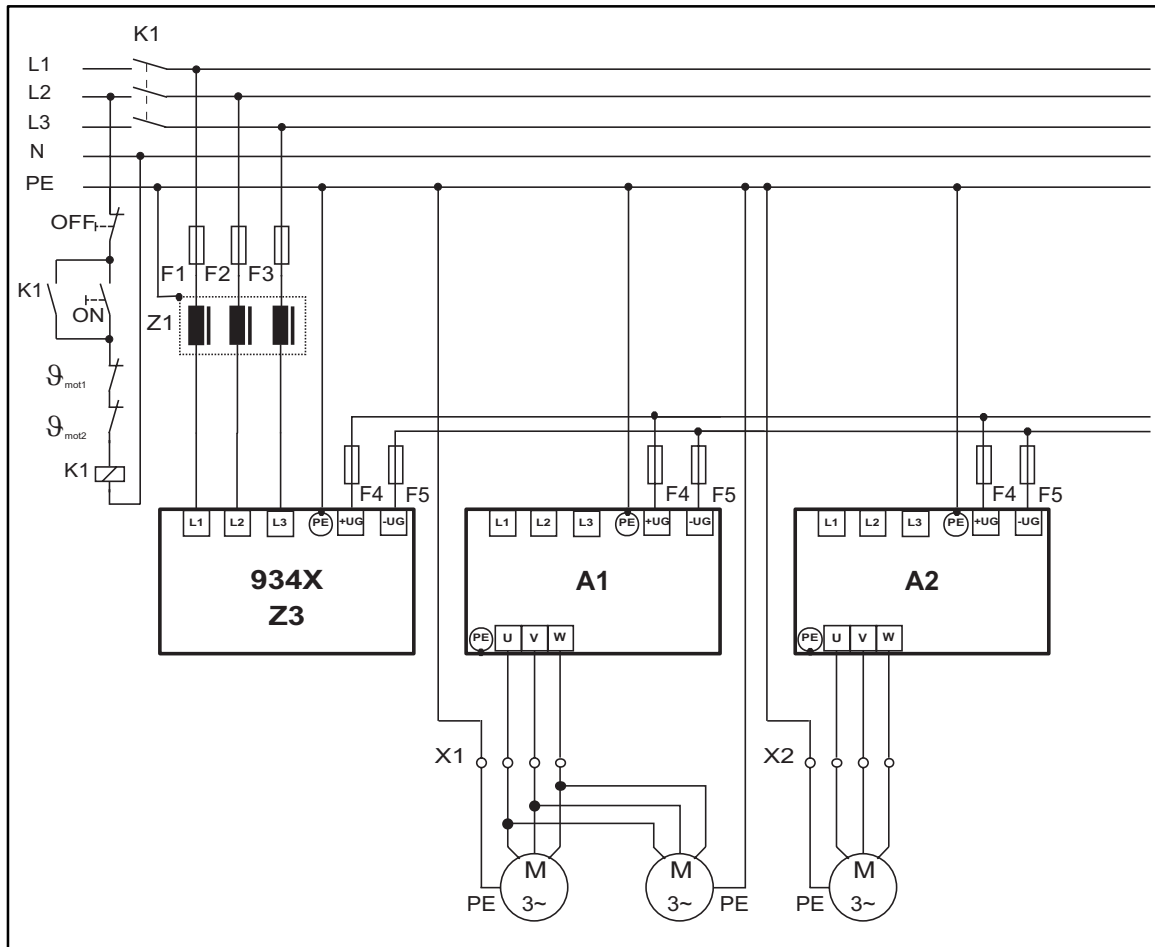 K1
L1
L2
L3
N
PE
OFF
F1 F2 F3
K1
ON
Z1
ϑmot1
ϑmot2
K1
F4 F5
F4 F5
F4 F5
L1 L2 L3 PE +UG -UG
L1 L2 L3 PE +UG -UG
L1 L2 L3 PE +UG -UG
934X
Z3
A1
A2
PE U V W
PE U V W
X1
X2
M
3~
PE
M
3~
PE
M
3~
PE